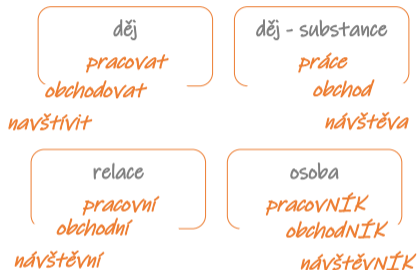 děj
pracovat
obchodovat
navštívit
děj - substance
práce
obchod
návštěva
relace
pracovní
obchodní
návštěvní
osoba
pracovNÍK
obchodNÍK
návštěvNÍK